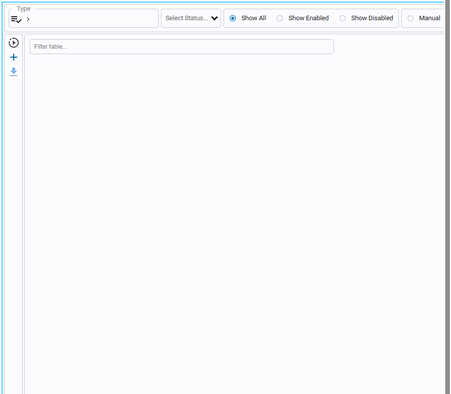 Type
Select Status...
Show All
Show Enabled
Show Disabled
Manual
Filter table...